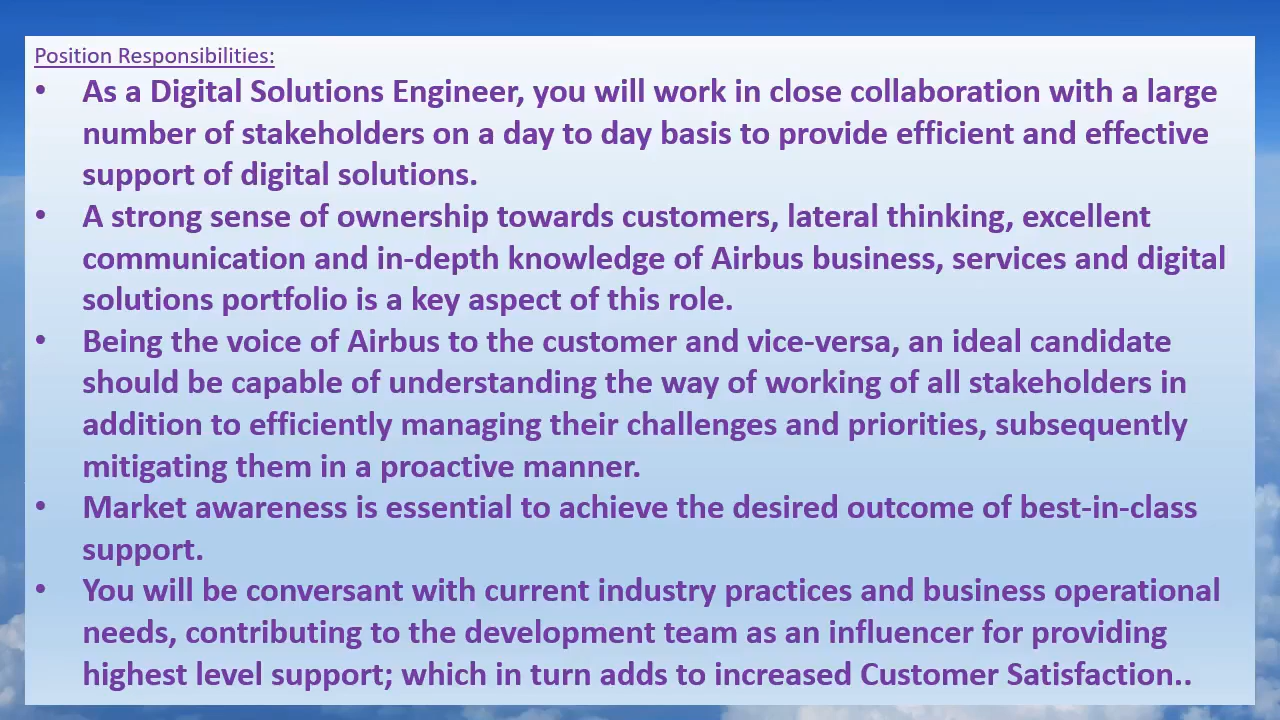 Position Responsibilities:
• As a Digital Solutions Engineer, you will work in close collaboration with a large
number of stakeholders on a day to day basis to provide efficient and effective
support of digital solutions.
• A strong sense of ownership towards customers, lateral thinking, excellent
communication and in-depth knowledge of Airbus business, services and digital
solutions portfolio is a key aspect of this role.
• Being the voice of Airbus to the customer and vice-versa, an ideal candidate
should be capable of understanding the way of working of all stakeholders in
addition to efficiently managing their challenges and priorities, subsequently
mitigating them in a proactive manner.
• Market awareness is essential to achieve the desired outcome of best-in-class
support.
• You will be conversant with current industry practices and business operational
needs, contributing to the development team as an influencer for providing
highest level support; which in turn adds to increased Customer Satisfaction..